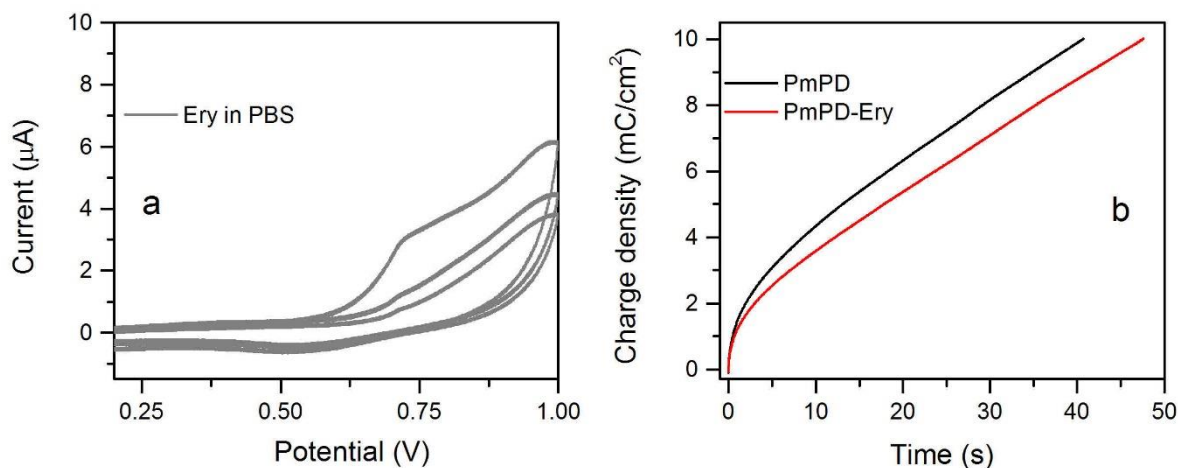 10
8
6
4
2
0
Current (µA)
Ery in PBS
a
0.25 0.50 0.75 1.00
Potential (V)
10
8
6
4
2
0
Charge density (mC/cm²)
PmPD
PmPD-Ery
b
0 10 20 30 40 50
Time (s)